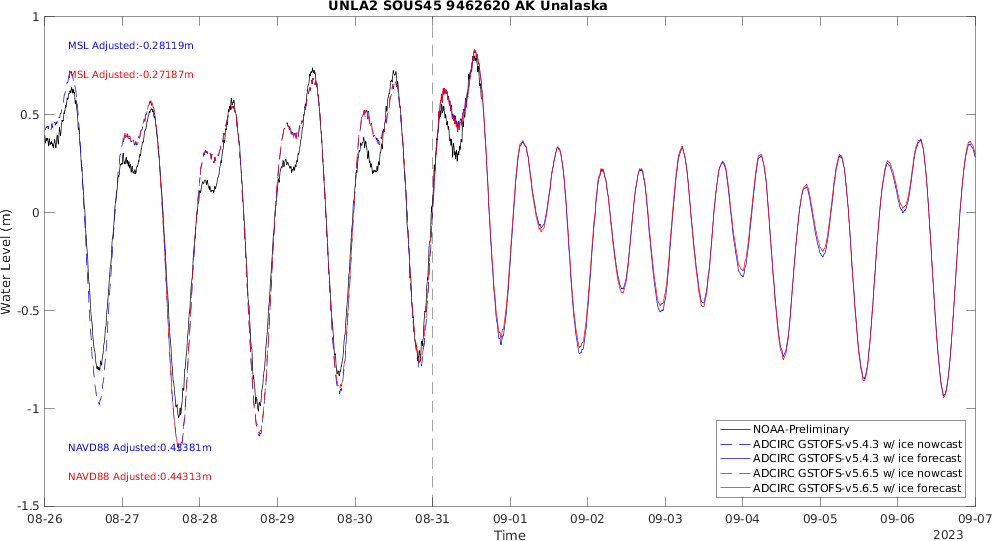 UNLA2 SOUS45 9462620 AK Unalaska
MSL Adjusted:-0.28119m
MSL Adjusted:-0.27187m
NAVD88 Adjusted:0.45381m
NAVD88 Adjusted:0.44313m
Water Level (m)
1
0.5
0
-0.5
-1
-1.5
NOAA-Preliminary
ADCIRC GSTOFS-v5.4.3 w/ ice nowcast
ADCIRC GSTOFS-v5.4.3 w/ ice forecast
ADCIRC GSTOFS-v5.6.5 w/ ice nowcast
ADCIRC GSTOFS-v5.6.5 w/ ice forecast
08-26 08-27 08-28 08-29 08-30 08-31 09-01 09-02 09-03 09-04 09-05 09-06 09-07
Time
2023